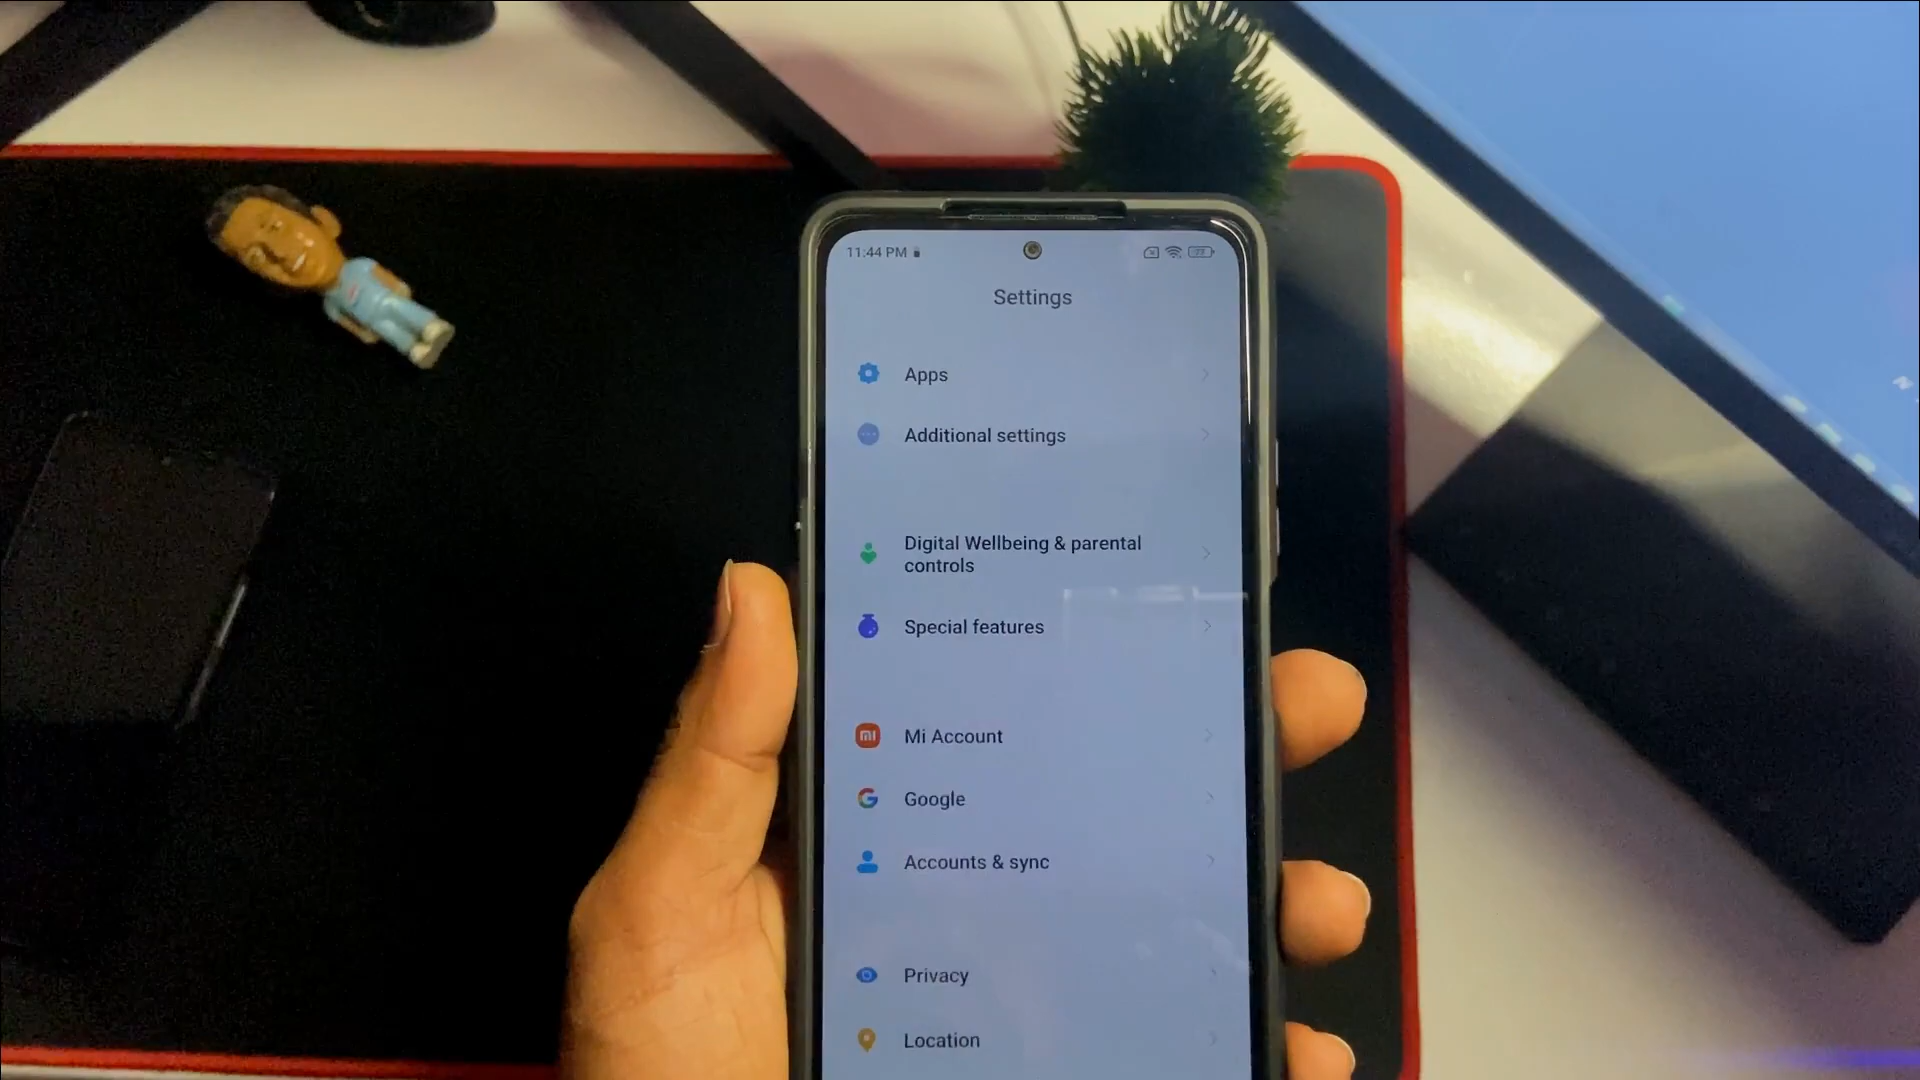 11:44 PM
Settings
Apps
Additional settings
Digital Wellbeing & parental
controls
Special features
Mi Account
Google
Accounts & sync
Privacy
Location